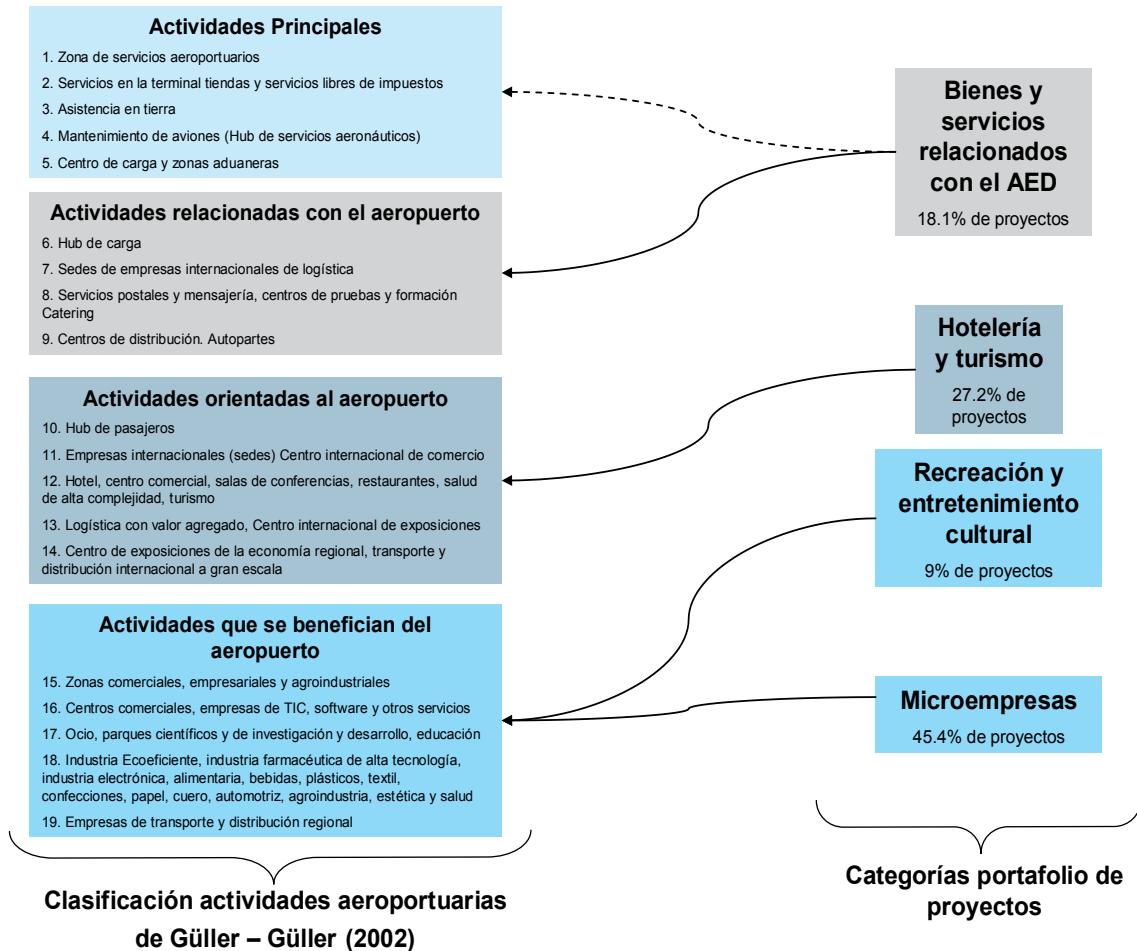 Actividades Principales
1. Zona de servicios aeroportuarios
2. Servicios en la terminal tiendas y servicios libres de impuestos
3. Asistencia en tierra
4. Mantenimiento de aviones (Hub de servicios aeronáuticos)
5. Centro de carga y zonas aduaneras
Actividades relacionadas con el aeropuerto
6. Hub de carga
7. Sedes de empresas internacionales de logística
8. Servicios postales y mensajería, centros de pruebas y formación
Catering
9. Centros de distribución. Autopartes
Actividades orientadas al aeropuerto
10. Hub de pasajeros
11. Empresas internacionales (sedes) Centro internacional de comercio
12. Hotel, centro comercial, salas de conferencias, restaurantes, salud
de alta complejidad, turismo
13. Logística con valor agregado, Centro internacional de exposiciones
14. Centro de exposiciones de la economía regional, transporte y
distribución internacional a gran escala
Actividades que se benefician del
aeropuerto
15. Zonas comerciales, empresariales y agroindustriales
16. Centros comerciales, empresas de TIC, software y otros servicios
17. Ocio, parques científicos y de investigación y desarrollo, educación
18. Industria Ecoeficiente, industria farmacéutica de alta tecnología,
industria electrónica, alimentaria, bebidas, plásticos, textil,
confecciones, papel, cuero, automotriz, agroindustria, estética y salud
19. Empresas de transporte y distribución regional
Clasificación actividades aeroportuarias
de Güller – Güller (2002)
Bienes y
servicios
relacionados
con el AED
18.1% de proyectos
Hotelería
y turismo
27.2% de
proyectos
Recreación y
entretenimiento
cultural
9% de proyectos
Microempresas
45.4% de proyectos
Categorías portafolio de
proyectos